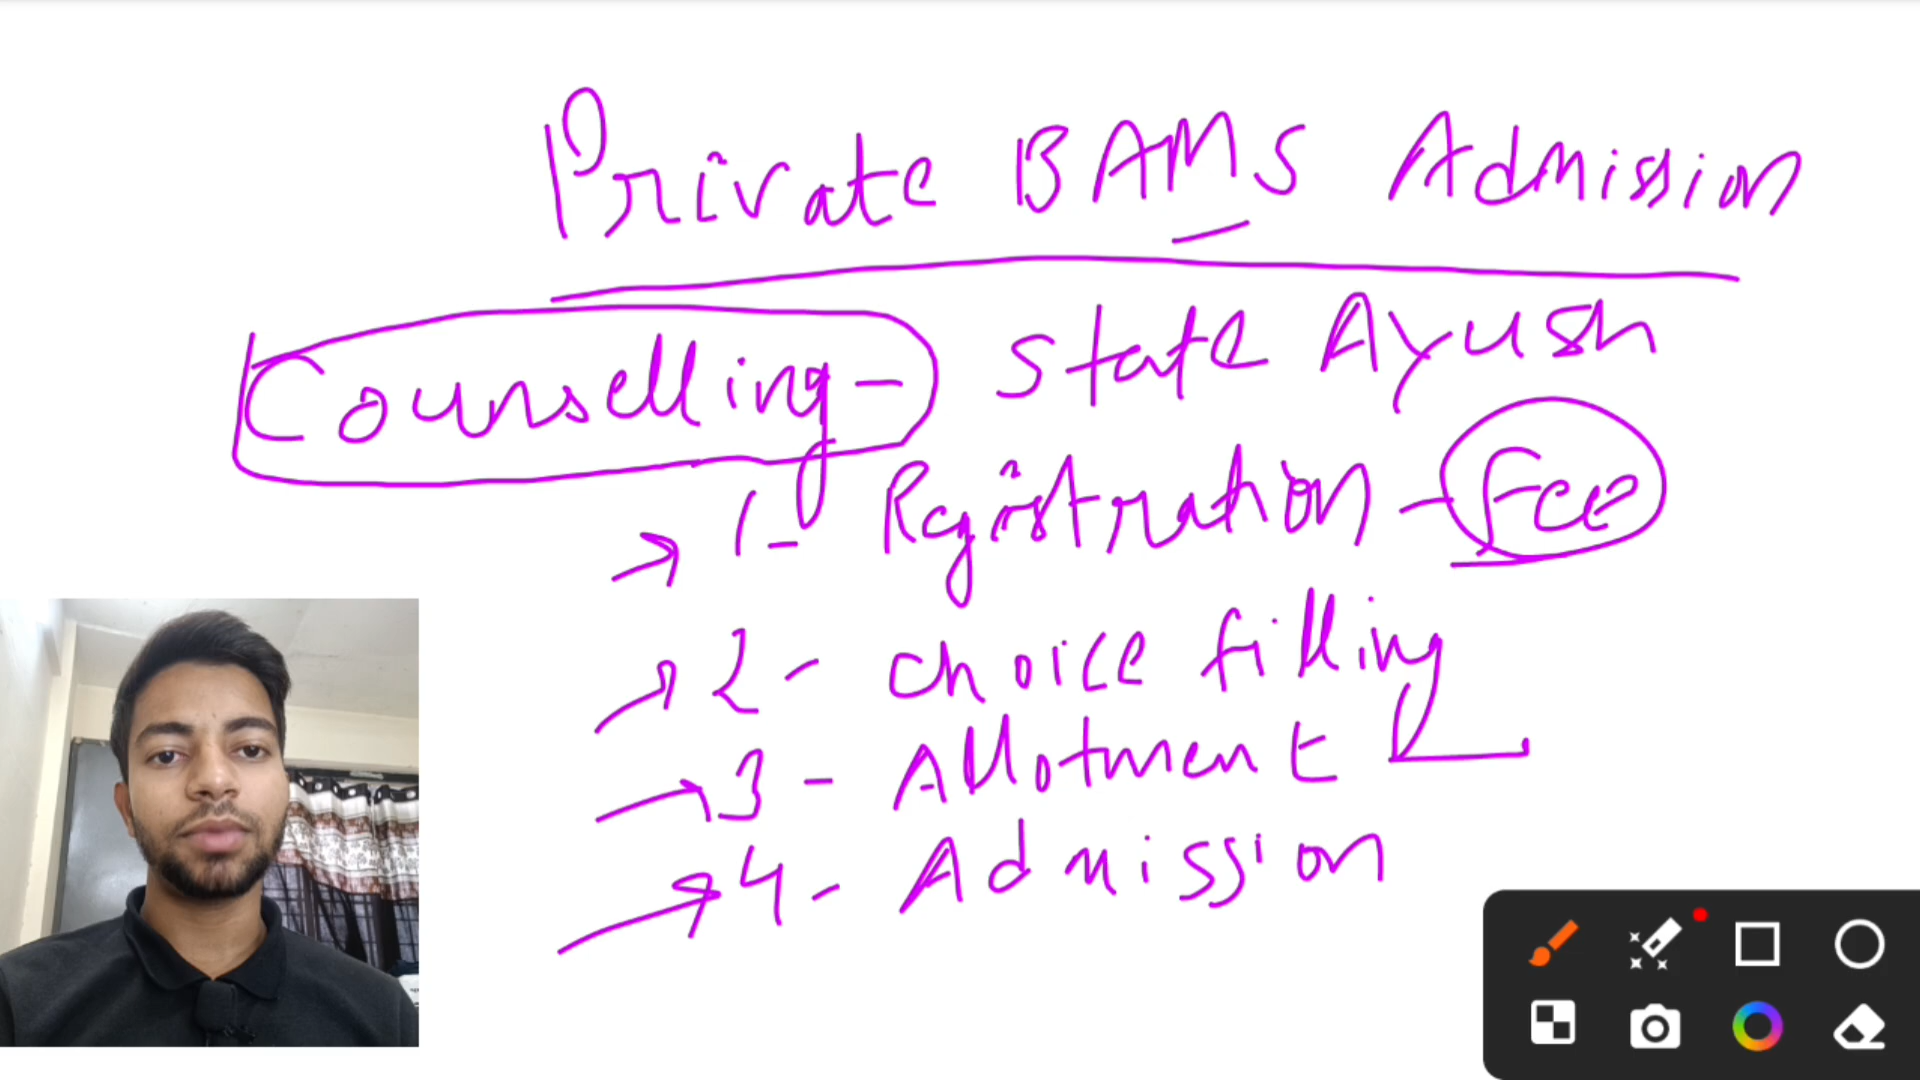 Private BAMS Admission
Counselling - State Ayush
1- Registration - Fee
2- Choice filling
3- Allotment
4- Admission